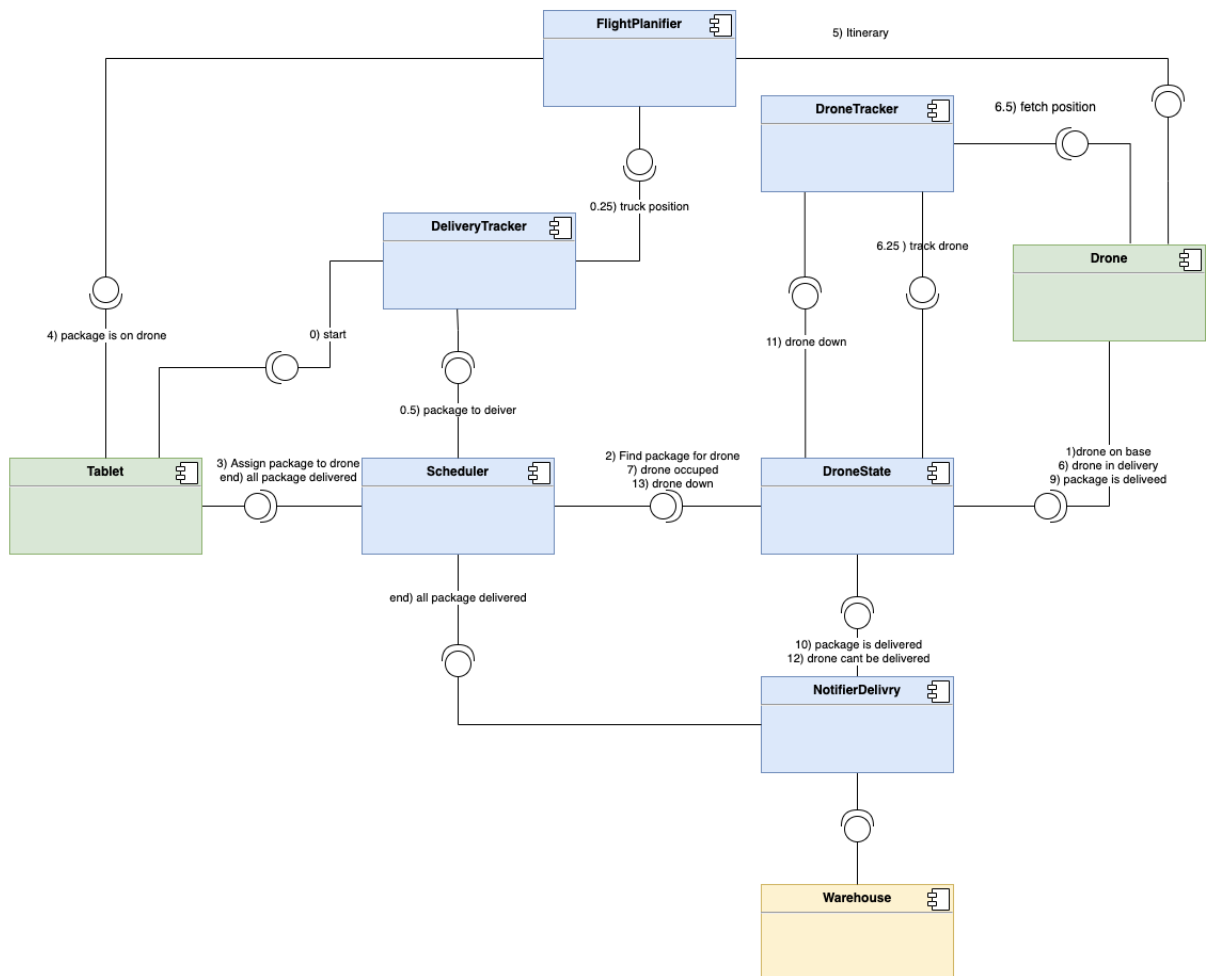 FlightPlanifier
5) Itinerary
DroneTracker
6.5) fetch position
0.25) truck position
DeliveryTracker
6.25 ) track drone
Drone
4) package is on drone
0) start
11) drone down
0.5) package to deiver
1)drone on base
6) drone in delivery
9) package is deliveed
2) Find package for drone
7) drone occuped
13) drone down
3) Assign package to drone
end) all package delivered
Tablet
Scheduler
DroneState
end) all package delivered
10) package is delivered
12) drone cant be delivered
NotifierDelivry
Warehouse